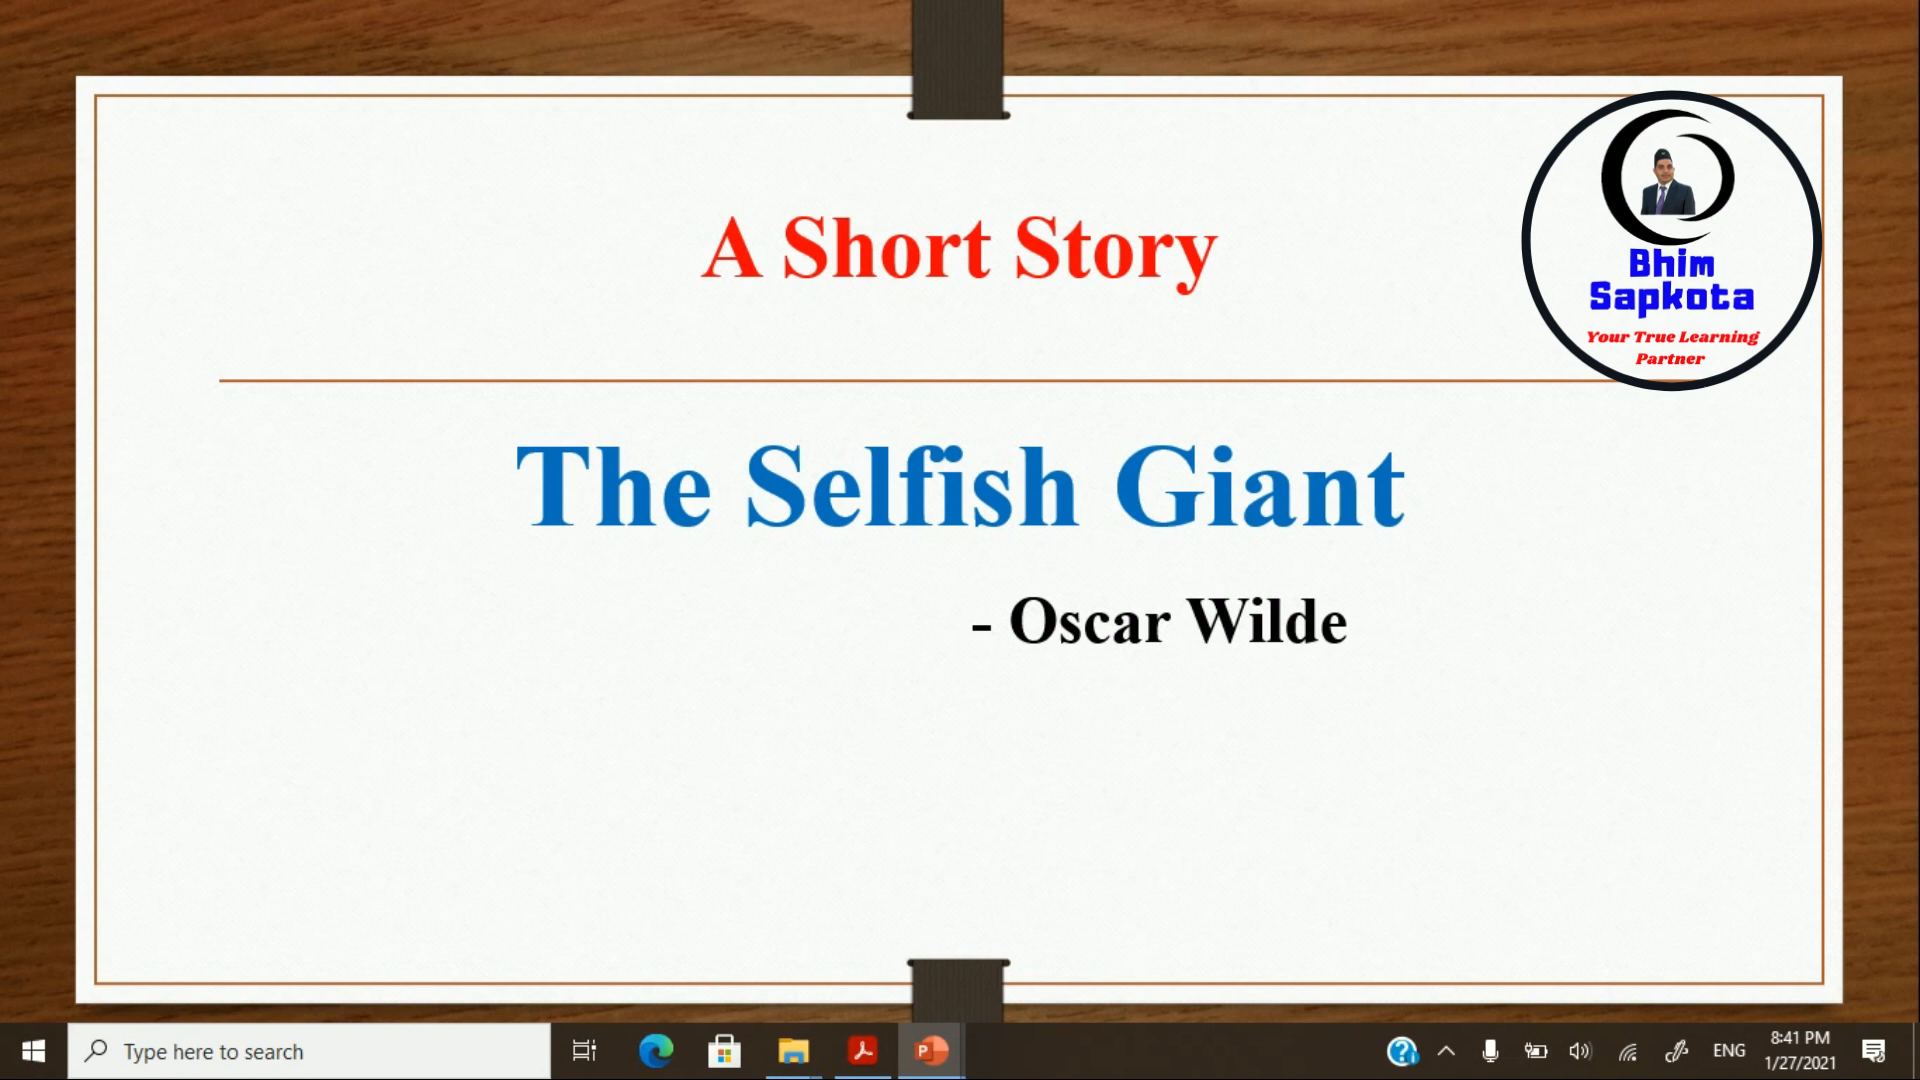 A Short Story
Bhim
Sapkota
Your True Learning
Partner
The Selfish Giant
- Oscar Wilde
Type here to search
ENG
8:41 PM
1/27/2021